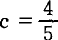 c = 4/5